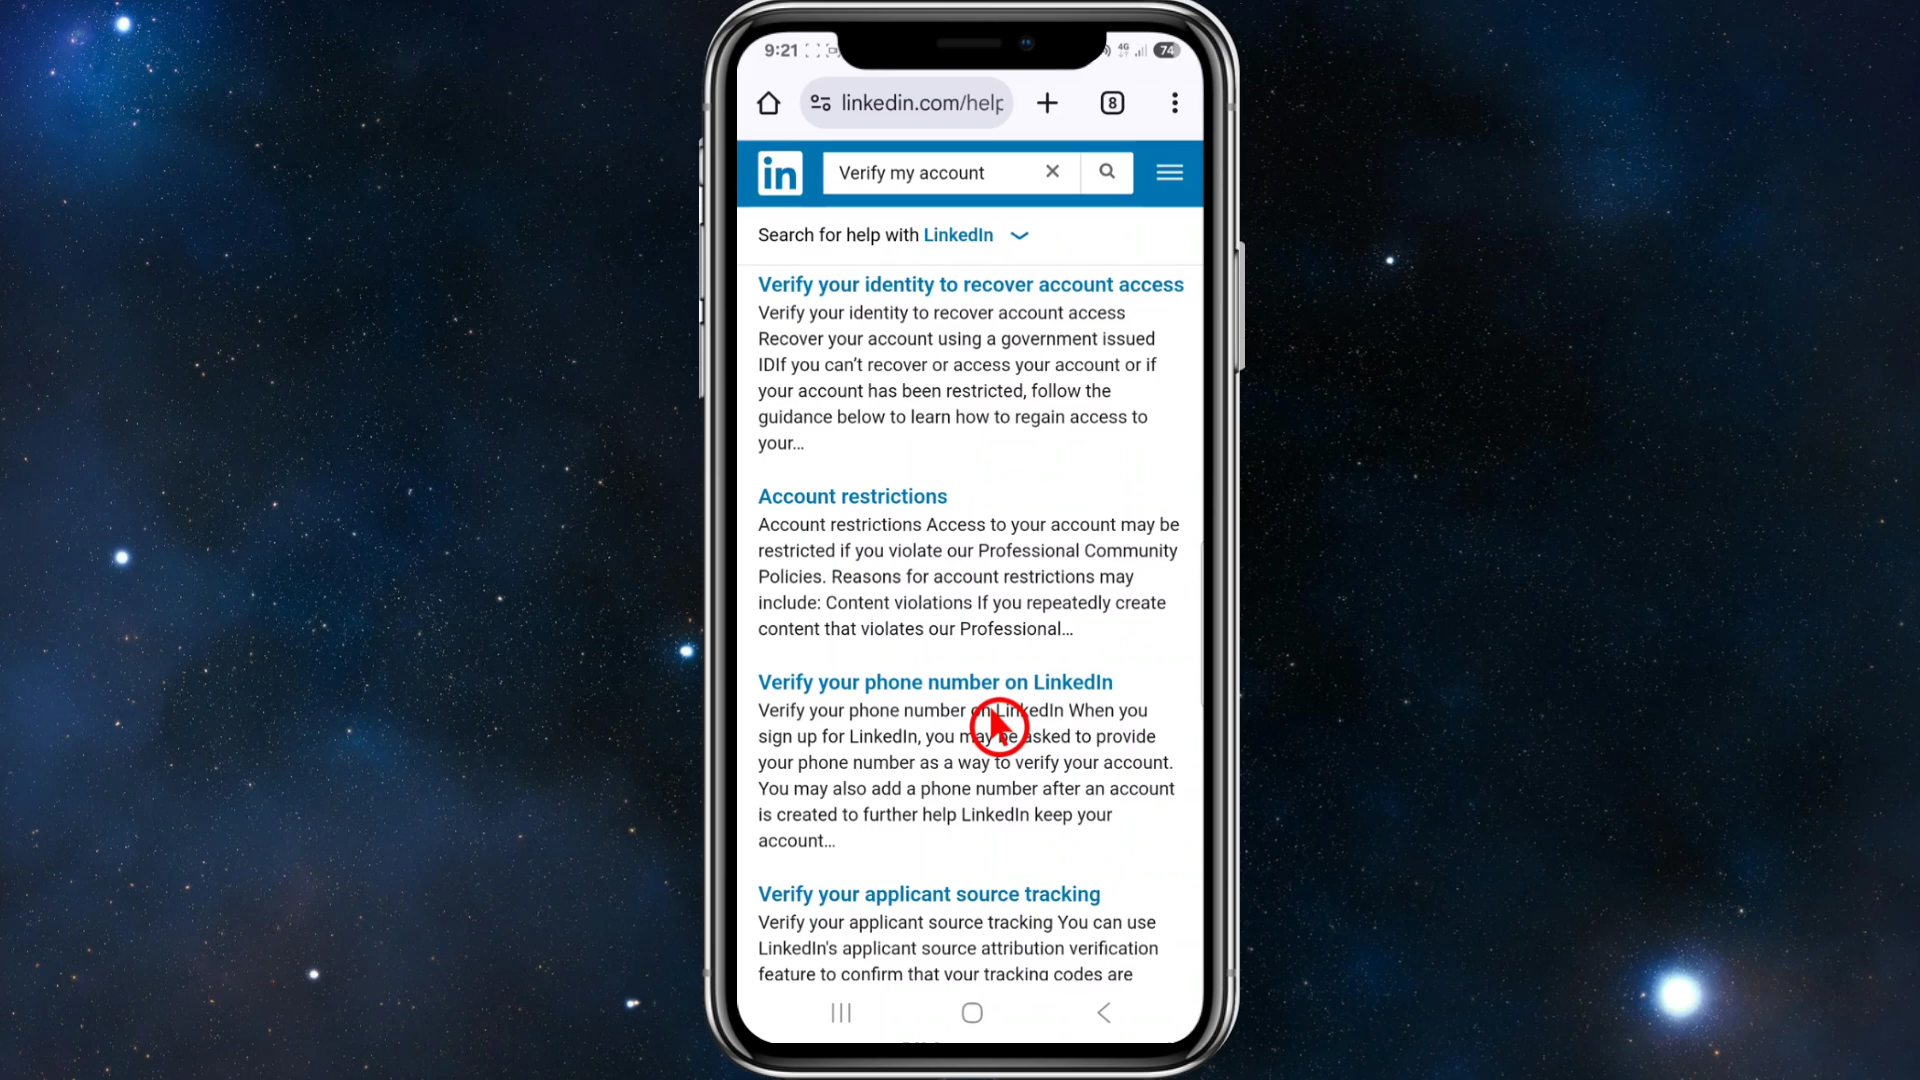 9:21
4G
74
linkedin.com/help
8
in
Verify my account
Search for help with LinkedIn
Verify your identity to recover account access
Verify your identity to recover account access
Recover your account using a government issued
IDIf you can’t recover or access your account or if
your account has been restricted, follow the
guidance below to learn how to regain access to
your...
Account restrictions
Account restrictions Access to your account may be
restricted if you violate our Professional Community
Policies. Reasons for account restrictions may
include: Content violations If you repeatedly create
content that violates our Professional...
Verify your phone number on LinkedIn
Verify your phone number on LinkedIn When you
sign up for LinkedIn, you may be asked to provide
your phone number as a way to verify your account.
You may also add a phone number after an account
is created to further help LinkedIn keep your
account...
Verify your applicant source tracking
Verify your applicant source tracking You can use
LinkedIn's applicant source attribution verification
feature to confirm that your tracking codes are